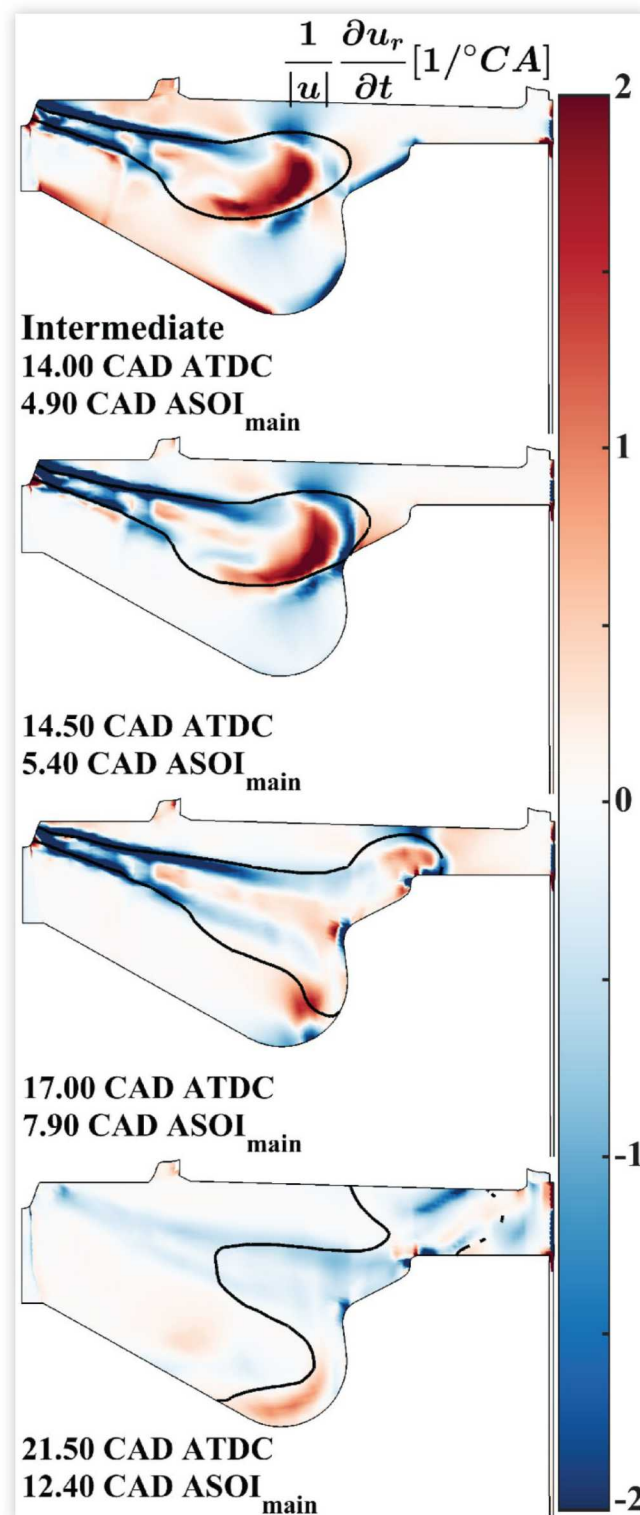 1/|u| ∂u_r/∂t [1/°CA]
2
Intermediate
14.00 CAD ATDC
4.90 CAD ASOI_main
1
14.50 CAD ATDC
5.40 CAD ASOI_main
0
17.00 CAD ATDC
7.90 CAD ASOI_main
-1
21.50 CAD ATDC
12.40 CAD ASOI_main
-2